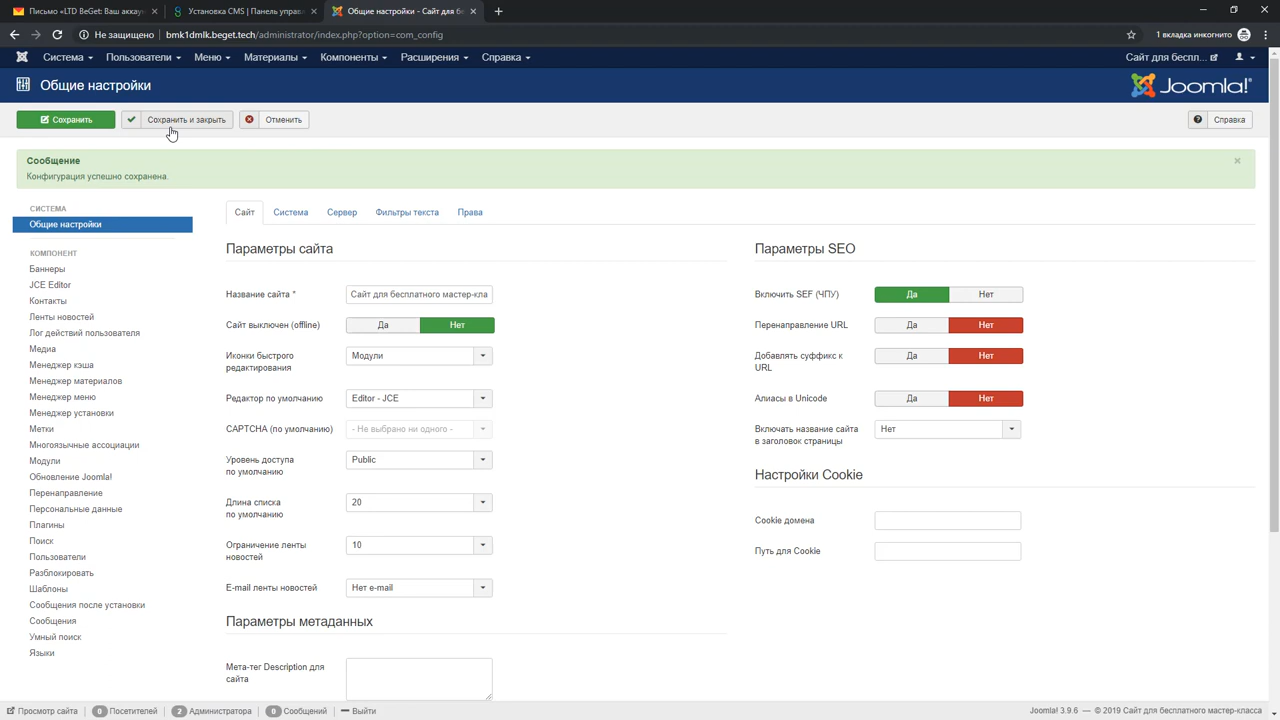 Письмо «LTD BeGet: Ваш аккаун
Установка CMS | Панель управ
Общие настройки - Сайт для бе
Не защищено
bmk1dmlk.beget.tech/administrator/index.php?option=com_config
1 вкладка инкогнито
Система
Пользователи
Меню
Материалы
Компоненты
Расширения
Справка
Сайт для беспл...
Общие настройки
Joomla!®
Сохранить
Сохранить и закрыть
Отменить
Справка
Сообщение
Конфигурация успешно сохранена.
СИСТЕМА
Общие настройки
КОМПОНЕНТ
Баннеры
JCE Editor
Контакты
Ленты новостей
Лог действий пользователя
Медиа
Менеджер кэша
Менеджер материалов
Менеджер меню
Менеджер установки
Метки
Многоязычные ассоциации
Модули
Обновление Joomla!
Перенаправление
Персональные данные
Плагины
Поиск
Пользователи
Разблокировать
Шаблоны
Сообщения после установки
Сообщения
Умный поиск
Языки
Сайт
Система
Сервер
Фильтры текста
Права
Параметры сайта
Название сайта *
Сайт для бесплатного мастер-кла
Сайт выключен (offline)
Да
Нет
Иконки быстрого
редактирования
Модули
Редактор по умолчанию
Editor - JCE
CAPTCHA (по умолчанию)
- Не выбрано ни одного -
Уровень доступа
по умолчанию
Public
Длина списка
по умолчанию
20
Ограничение ленты
новостей
10
E-mail ленты новостей
Нет e-mail
Параметры метаданных
Мета-тег Description для
сайта
Параметры SEO
Включить SEF (ЧПУ)
Да
Нет
Перенаправление URL
Да
Нет
Добавлять суффикс к
URL
Да
Нет
Алиасы в Unicode
Да
Нет
Включать название сайта
в заголовок страницы
Нет
Настройки Cookie
Cookie домена
Путь для Cookie
Просмотр сайта
0 Посетителей
2 Администратора
0 Сообщений
Выйти
Joomla! 3.9.6 — © 2019 Сайт для бесплатного мастер-класса